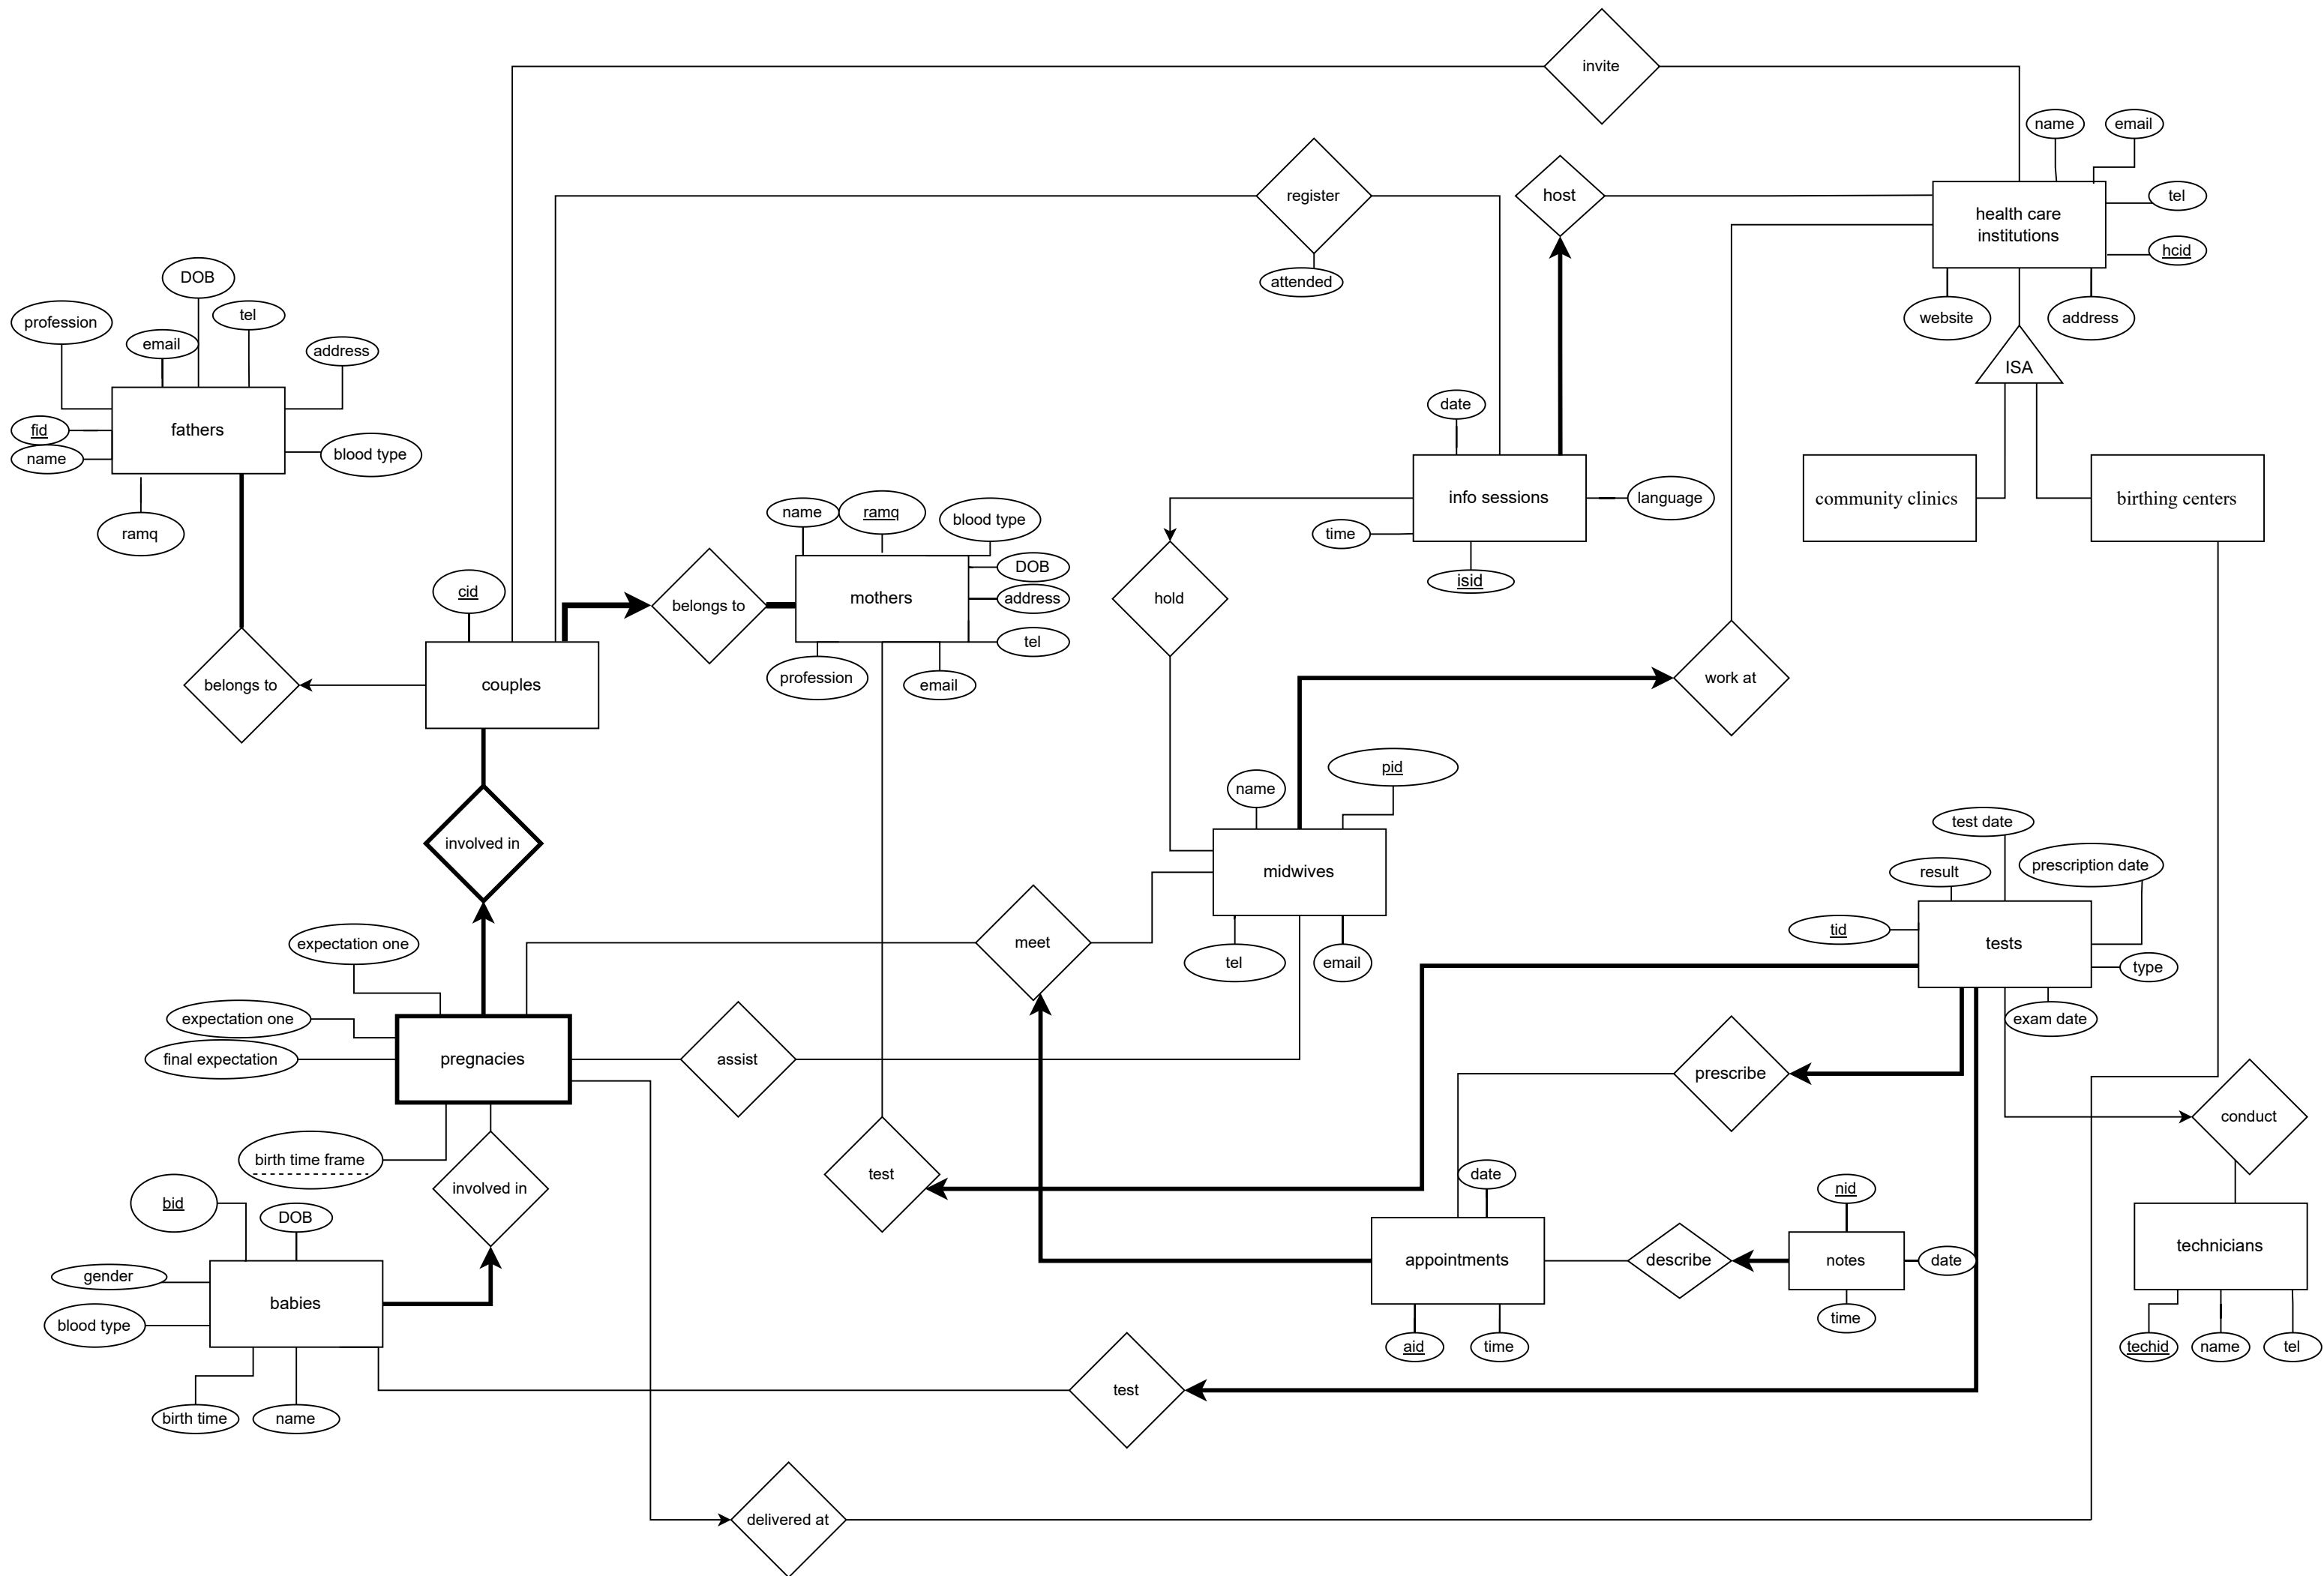 invite
name
email
register
host
tel
health care
institutions
hcid
DOB
attended
profession
tel
website
address
email
address
ISA
date
fid
fathers
name
blood type
info sessions
language
community clinics
birthing centers
name
ramq
blood type
ramq
time
DOB
isid
cid
belongs to
mothers
address
hold
tel
belongs to
couples
profession
email
work at
pid
name
involved in
midwives
test date
prescription date
result
tid
expectation one
meet
tests
tel
email
type
expectation one
exam date
final expectation
pregnacies
assist
prescribe
conduct
birth time frame
involved in
test
date
nid
bid
DOB
gender
babies
appointments
describe
notes
date
technicians
blood type
time
aid
time
techid
name
tel
test
birth time
name
delivered at